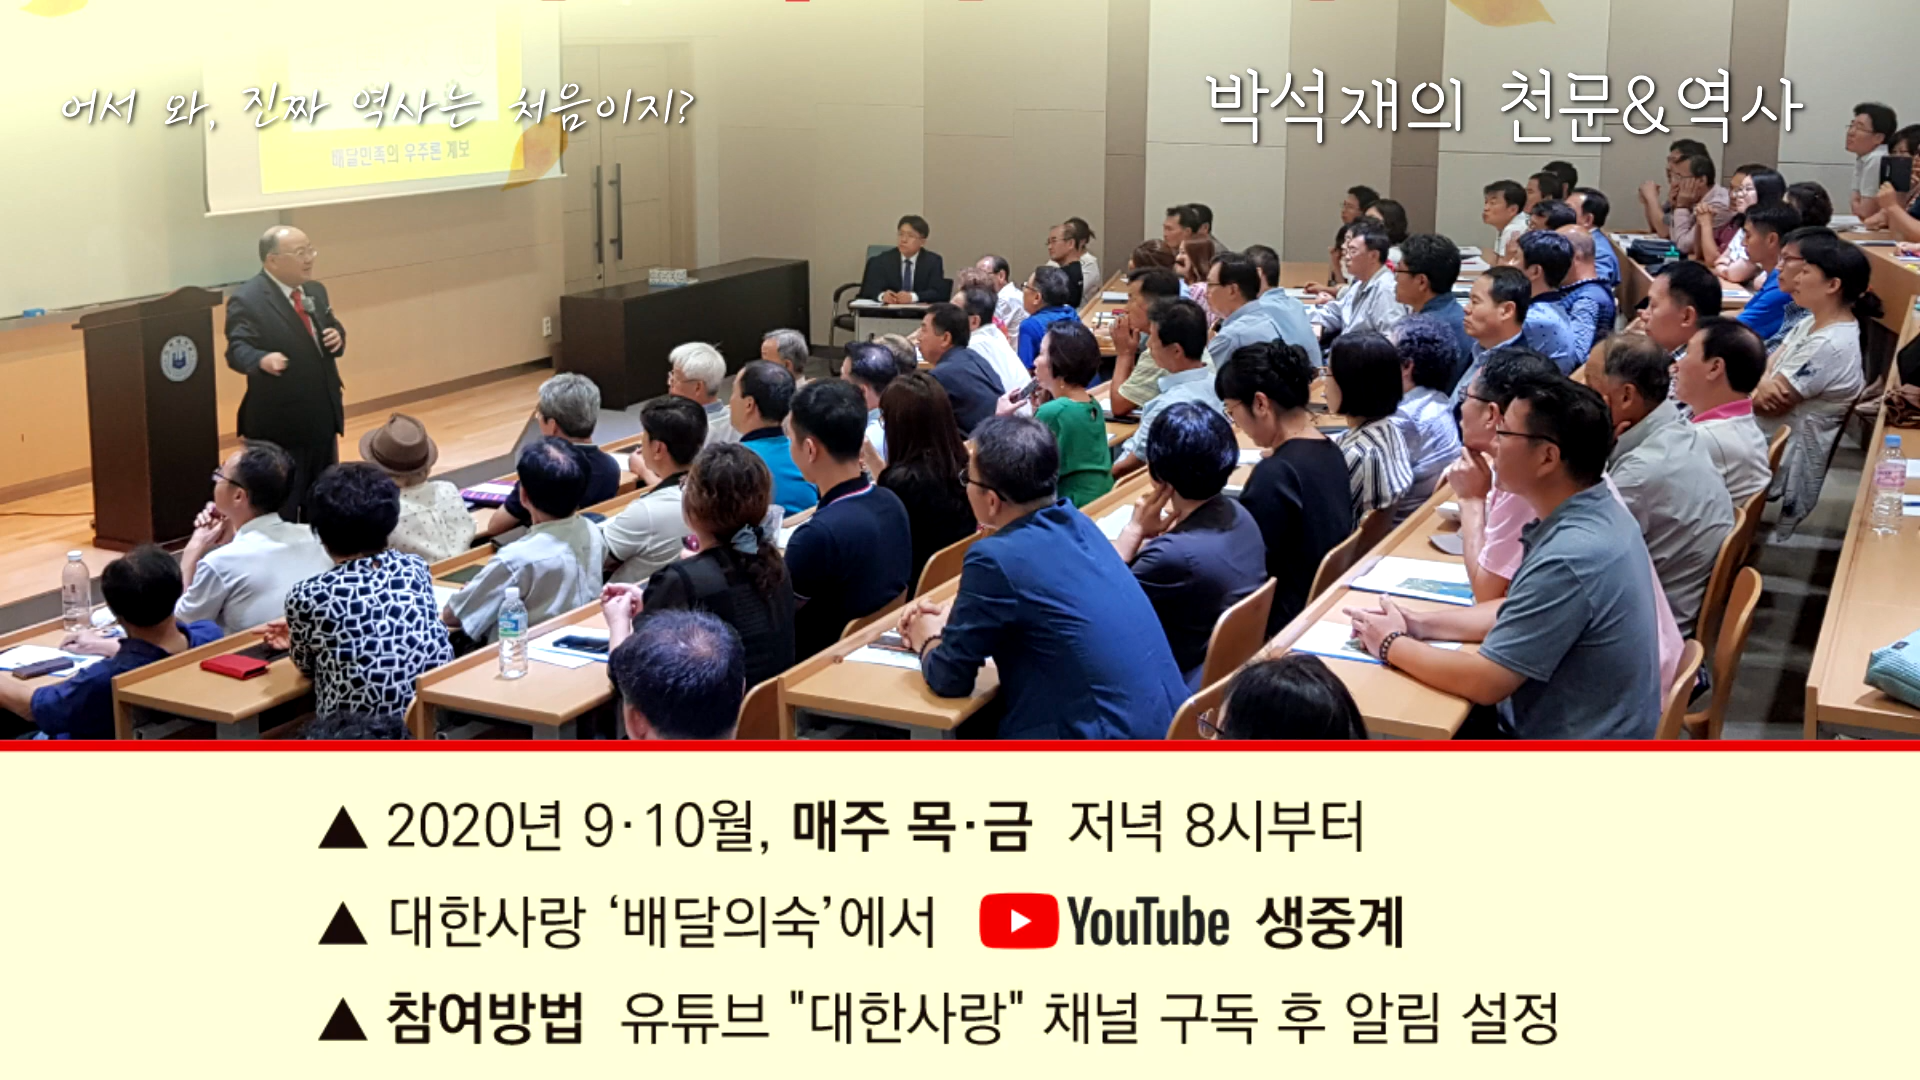 어서 와, 진짜 역사는 처음이지?
박석재의 천문&역사
배달민족의 우주론 계보
▲ 2020년 9·10월, 매주 목·금 저녁 8시부터
▲ 대한사랑 ‘배달의숙’에서 YouTube 생중계
▲ 참여방법 유튜브 "대한사랑" 채널 구독 후 알림 설정